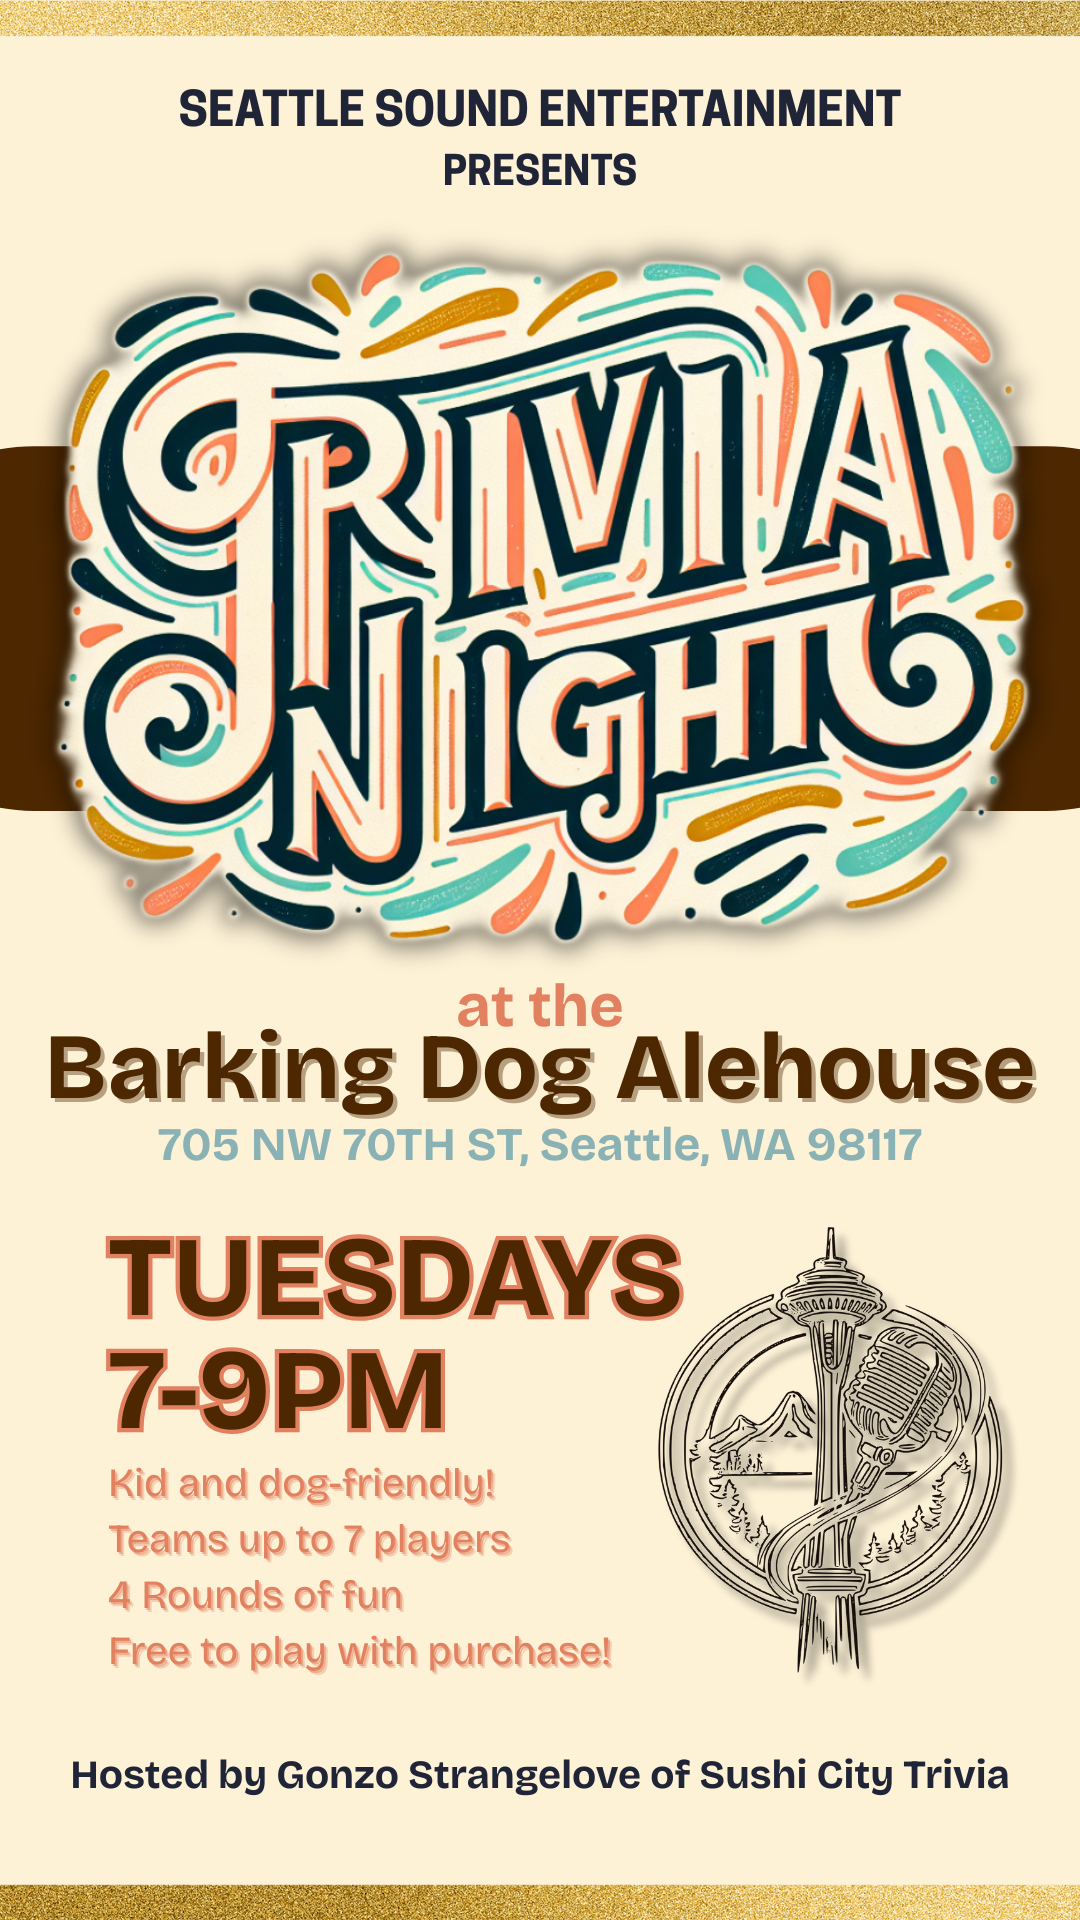 SEATTLE SOUND ENTERTAINMENT
PRESENTS
TRIVIA
NIGHT
at the
Barking Dog Alehouse
705 NW 70TH ST, Seattle, WA 98117
TUESDAYS
7-9PM
Kid and dog-friendly!
Teams up to 7 players
4 Rounds of fun
Free to play with purchase!
Hosted by Gonzo Strangelove of Sushi City Trivia